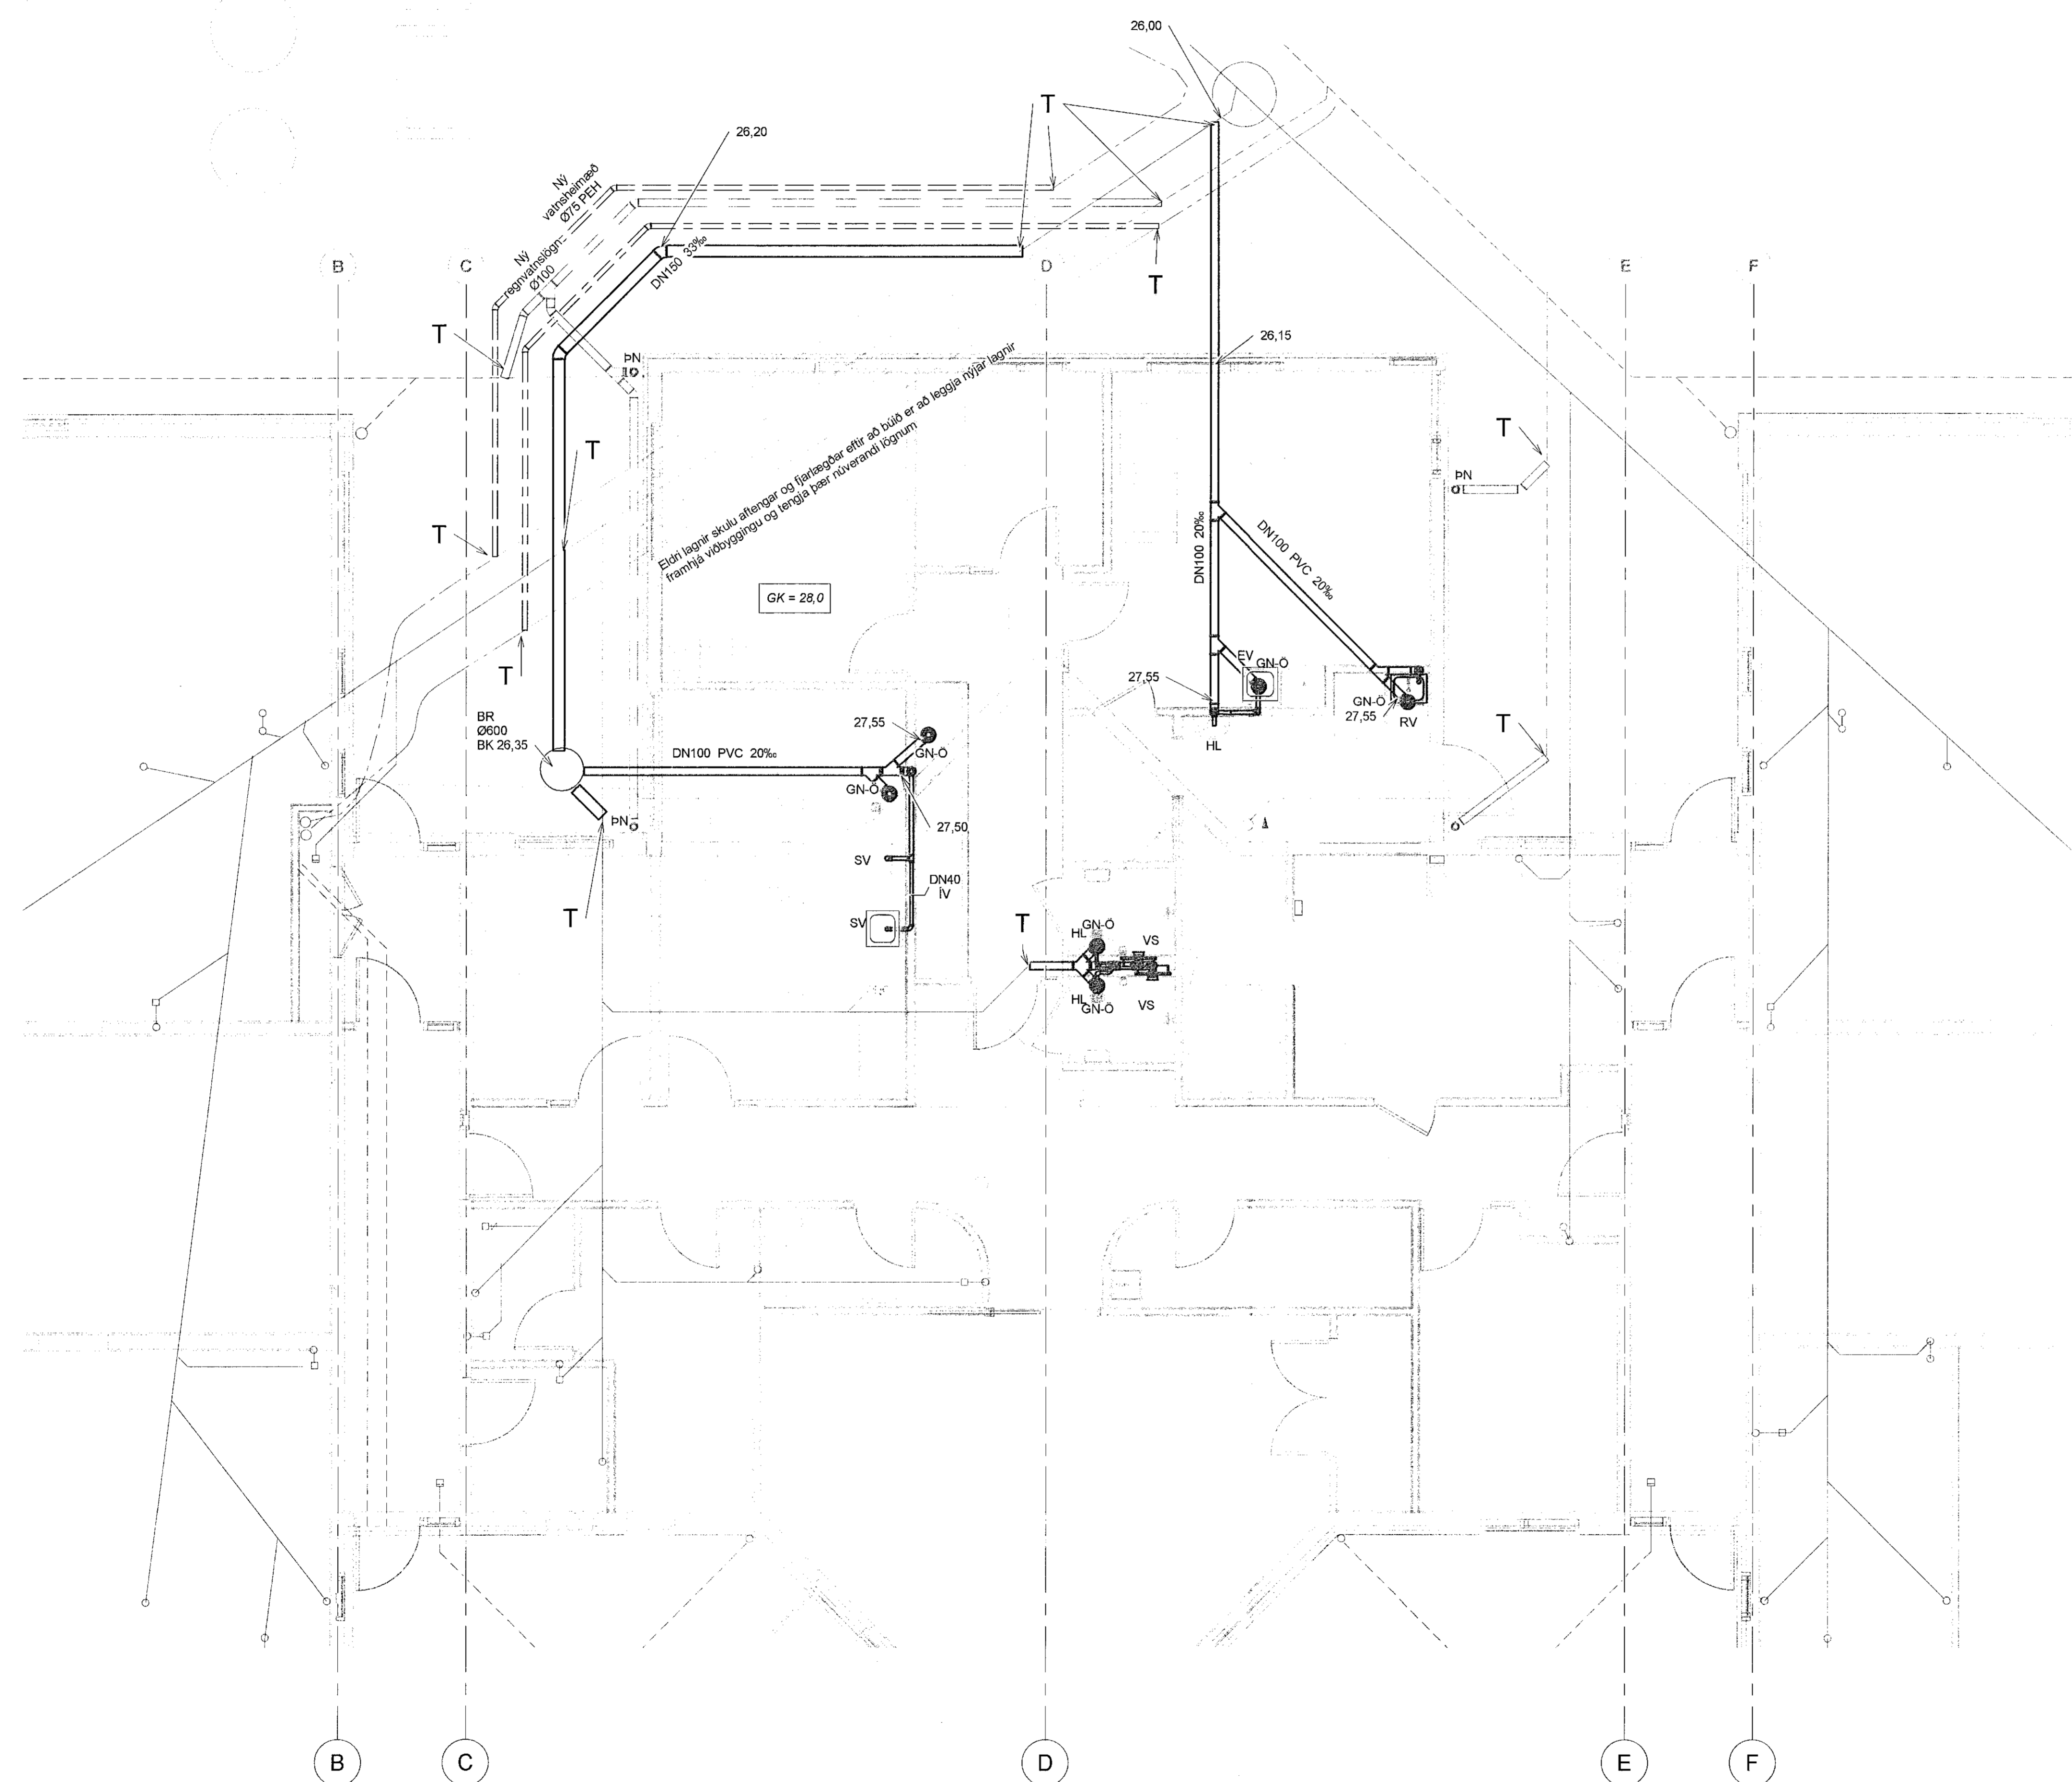 26,00
T
26,20
Ný
vatnsheimæð
Ø75 PEH
Ný
regnvatnslögn
Ø100
DN150 33‰
B
C
D
E
F
T
T
26,15
ÞN
Eldri lagnir skulu aftengar og fjarlægðar eftir að búið er að leggja nýjar lagnir
framhjá viðbyggingu og tengja þær núverandi lögnum
T
T
ÞN
T
DN100 20‰
DN100 PVC 20‰
GK = 28,0
T
EV
GN-Ö
27,55
GN-Ö
27,55
RV
HL
T
BR
Ø600
BK 26,35
27,55
DN100 PVC 20‰
GN-Ö
GN-Ö
27,50
ÞN
SV
DN40
ÍV
SV
T
T
GN-Ö
HL
VS
HL
GN-Ö
VS
B
C
D
E
F